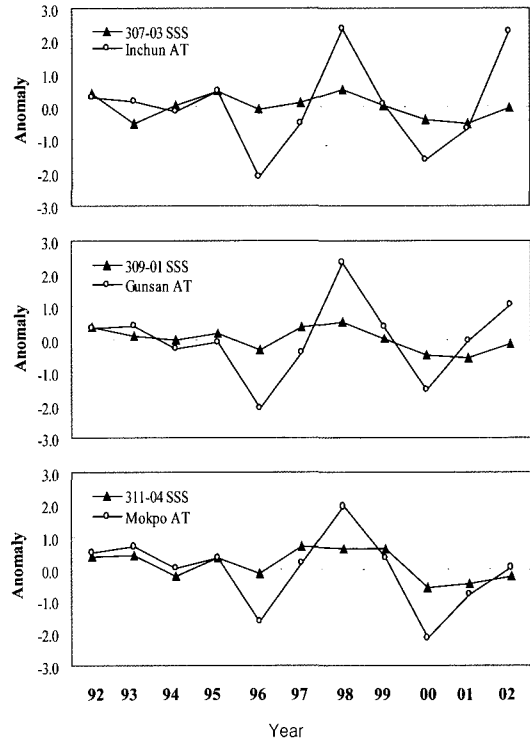 3.0
307-03 SSS
Inchun AT
2.0
1.0
0.0
-1.0
-2.0
-3.0
Anomaly
3.0
309-01 SSS
Gunsan AT
2.0
1.0
0.0
-1.0
-2.0
-3.0
Anomaly
3.0
311-04 SSS
Mokpo AT
2.0
1.0
0.0
-1.0
-2.0
-3.0
Anomaly
92 93 94 95 96 97 98 99 00 01 02
Year